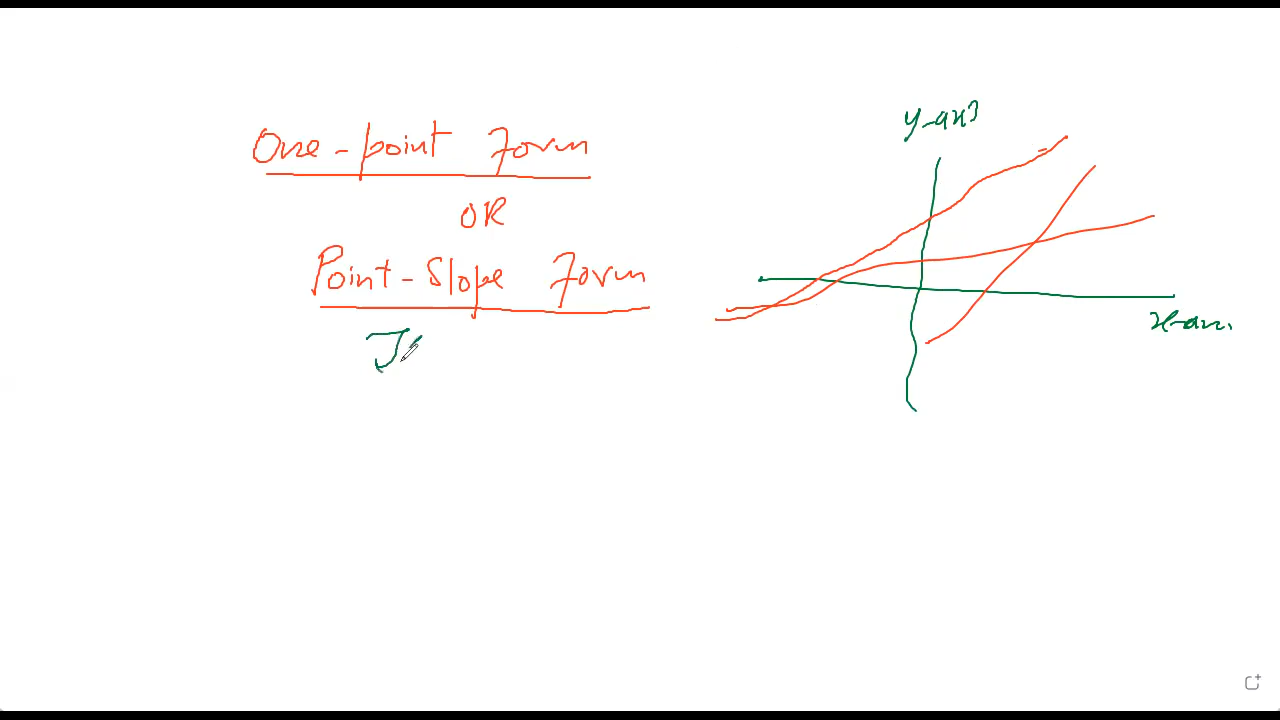 One-point Form
OR
Point-Slope Form
y-axis
x-axis